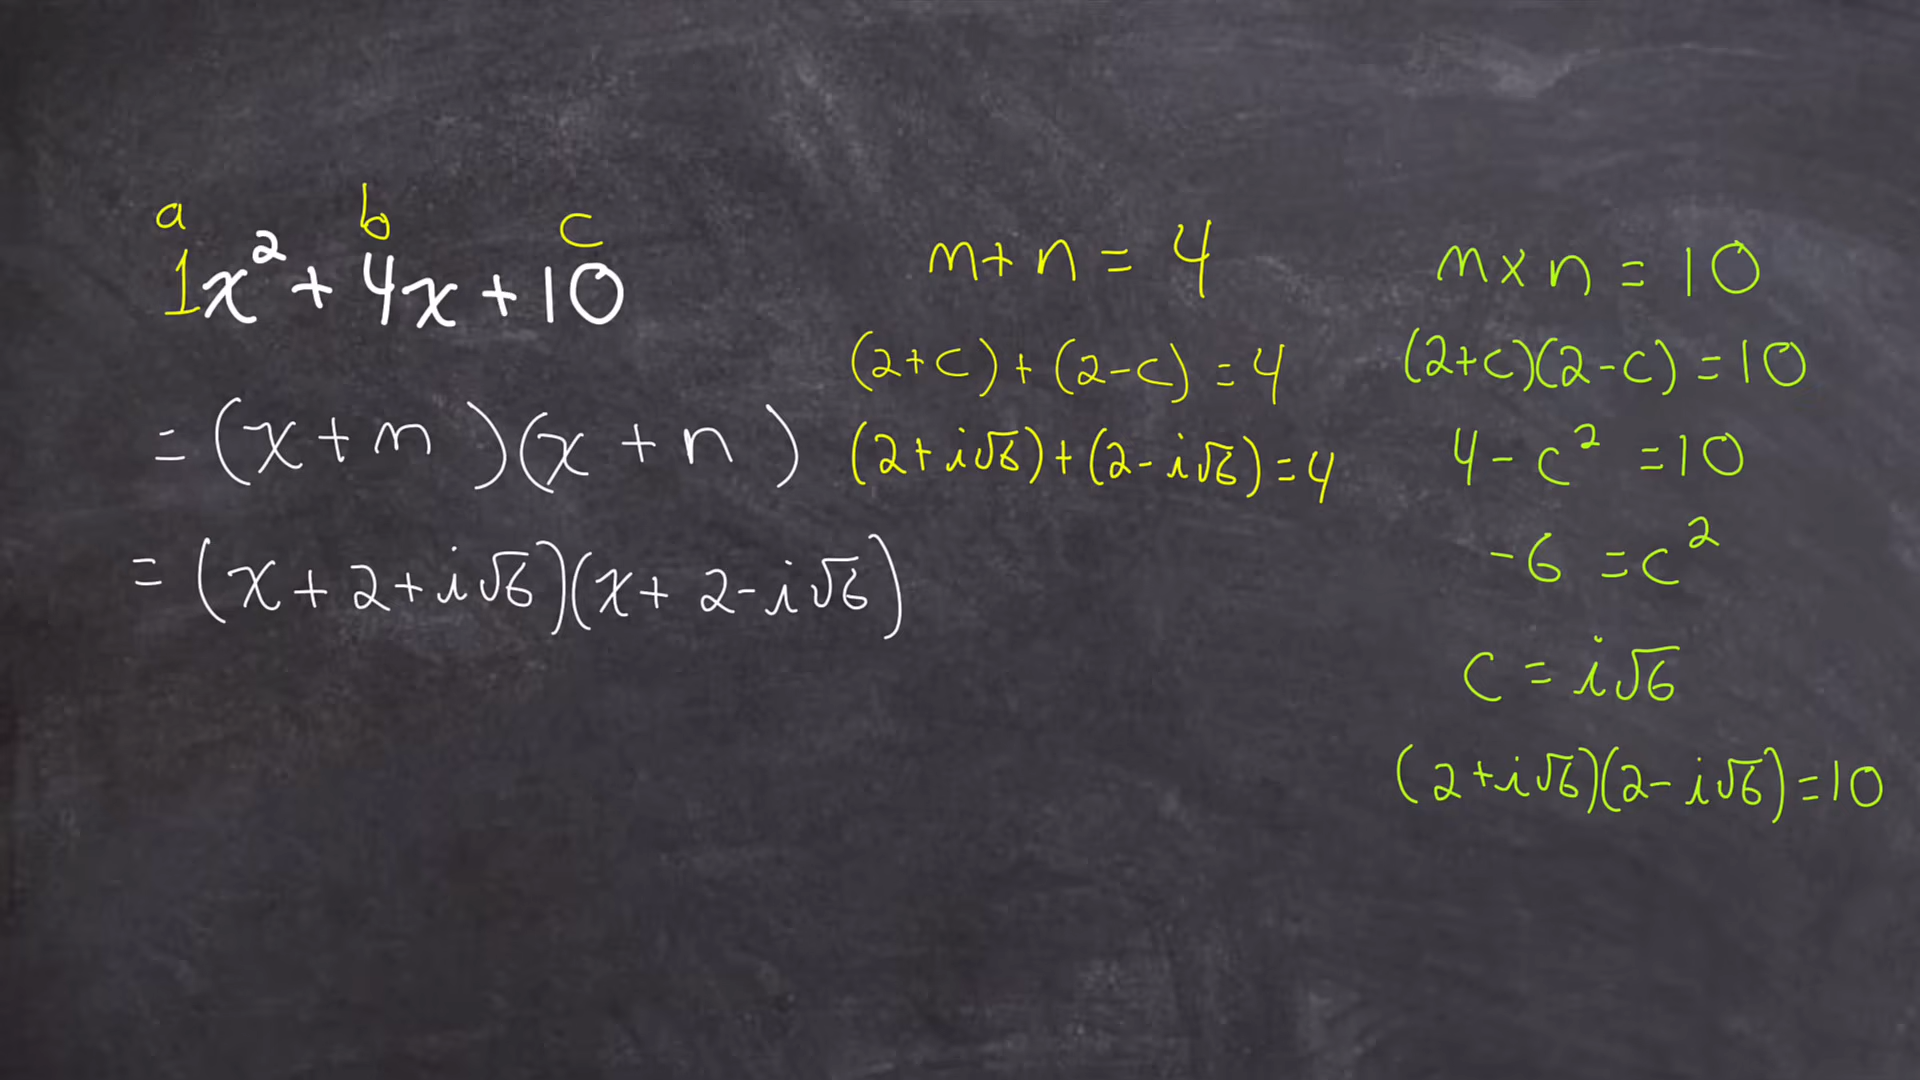 a b c
1x² + 4x + 10
= (x + m)(x + n)
= (x + 2 + i√6)(x + 2 - i√6)
m + n = 4
(2 + c) + (2 - c) = 4
(2 + i√6) + (2 - i√6) = 4
m × n = 10
(2 + c)(2 - c) = 10
4 - c² = 10
-6 = c²
c = i√6
(2 + i√6)(2 - i√6) = 10